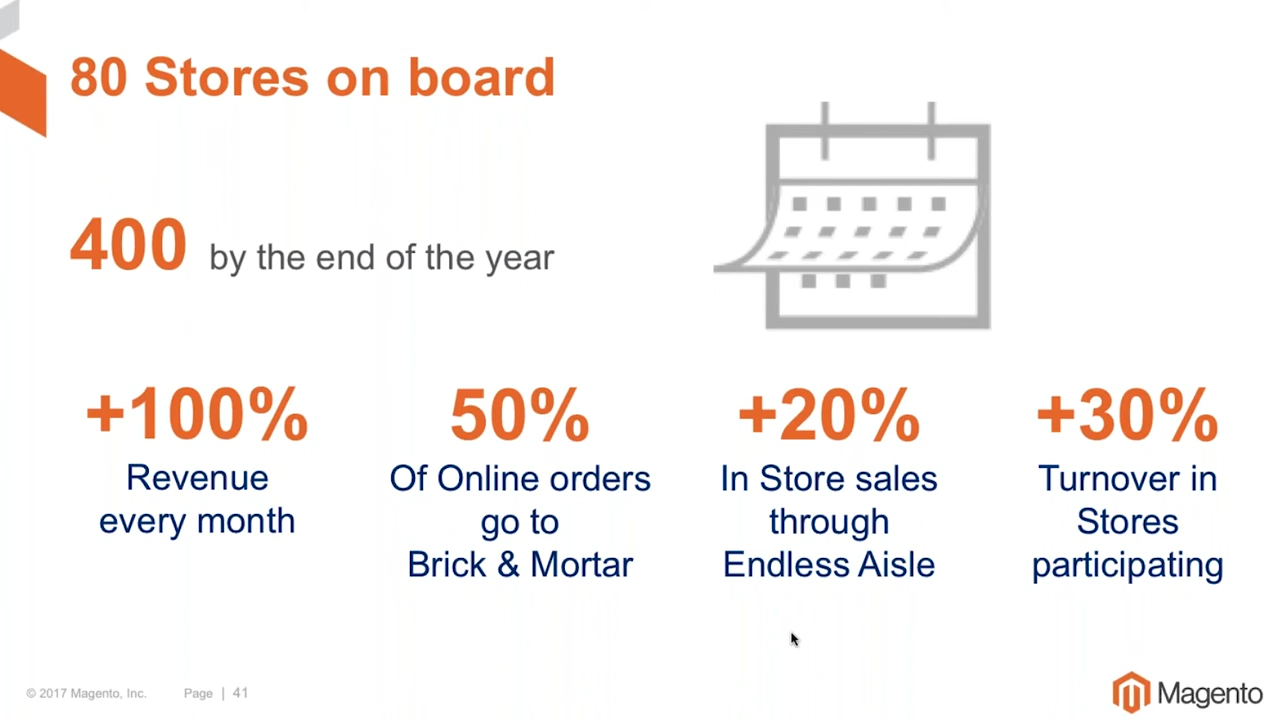 80 Stores on board
400 by the end of the year
+100%
Revenue
every month
50%
Of Online orders
go to
Brick & Mortar
+20%
In Store sales
through
Endless Aisle
+30%
Turnover in
Stores
participating
© 2017 Magento, Inc. Page | 41
Magento